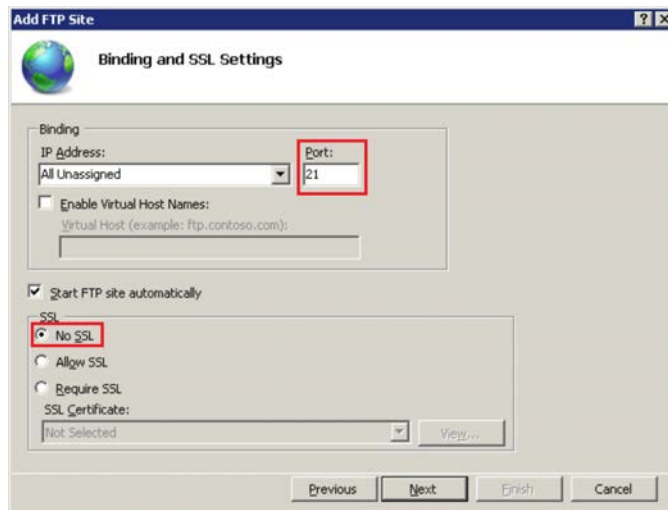 Add FTP Site
Binding and SSL Settings
Binding
IP Address:
Port:
All Unassigned
21
Enable Virtual Host Names:
Virtual Host (example: ftp.contoso.com):
Start FTP site automatically
SSL
No SSL
Allow SSL
Require SSL
SSL Certificate:
Not Selected
View...
Previous
Next
Finish
Cancel